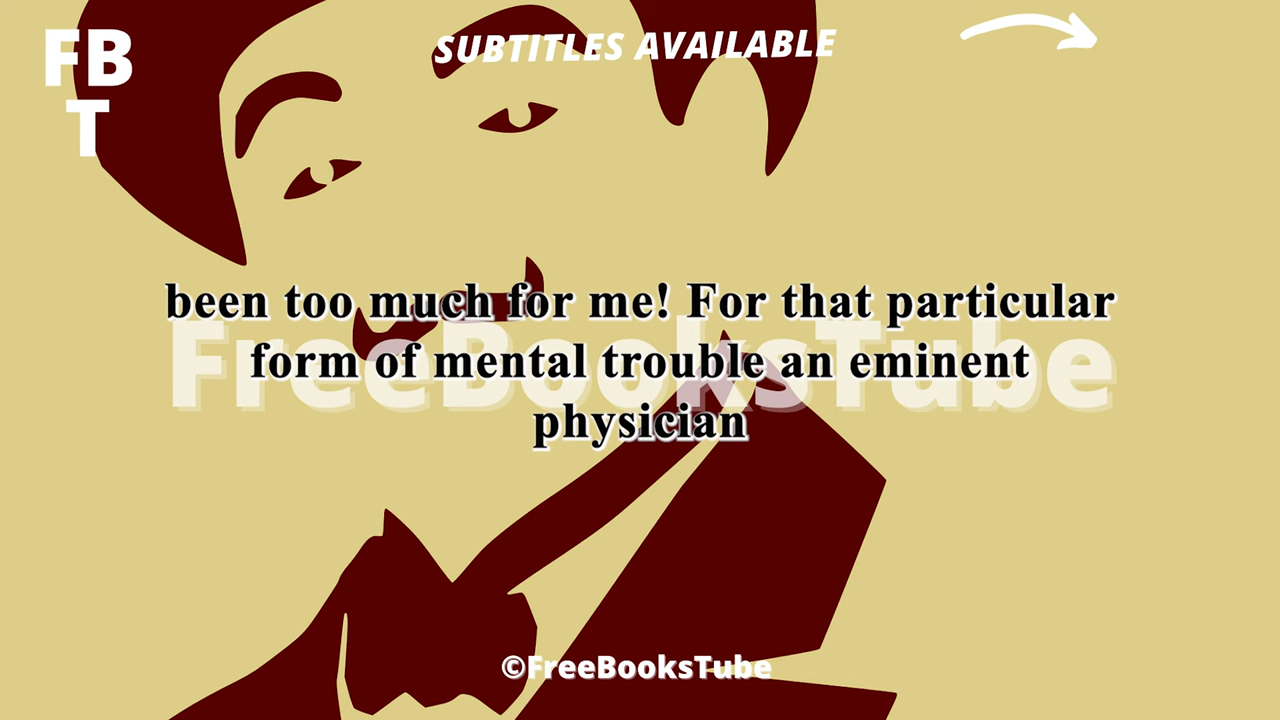 FB
T
SUBTITLES AVAILABLE
been too much for me! For that particular
form of mental trouble an eminent
physician
FreeBooksTube
©FreeBooksTube